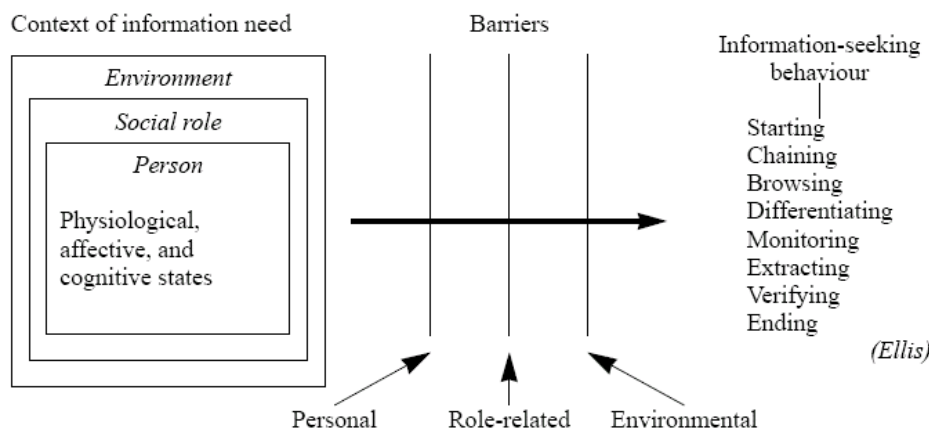 Context of information need
Environment
Social role
Person
Physiological,
affective, and
cognitive states
Barriers
Personal
Role-related
Environmental
Information-seeking
behaviour
Starting
Chaining
Browsing
Differentiating
Monitoring
Extracting
Verifying
Ending
(Ellis)